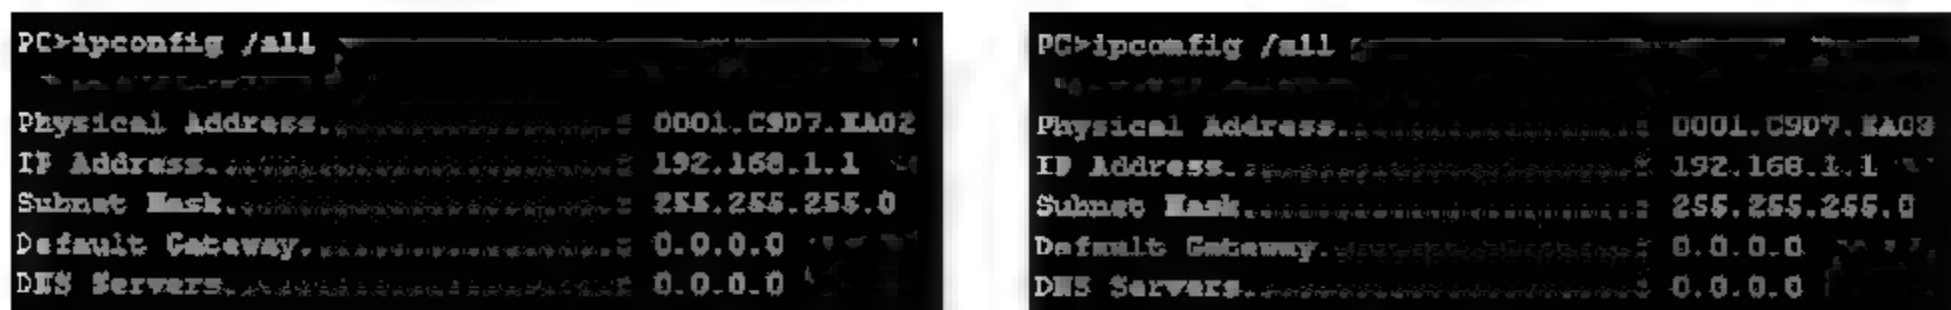 PC>ipconfig /all
Physical Address. 0001.C9D7.EA02
IP Address. 192.168.1.1
Subnet Mask. 255.255.255.0
Default Gateway. 0.0.0.0
DNS Servers. 0.0.0.0
PC>ipconfig /all
Physical Address. 0001.C9D7.EA03
IP Address. 192.168.1.1
Subnet Mask 255.255.255.0
Default Gateway. 0.0.0.0
DNS Servers. 0.0.0.0